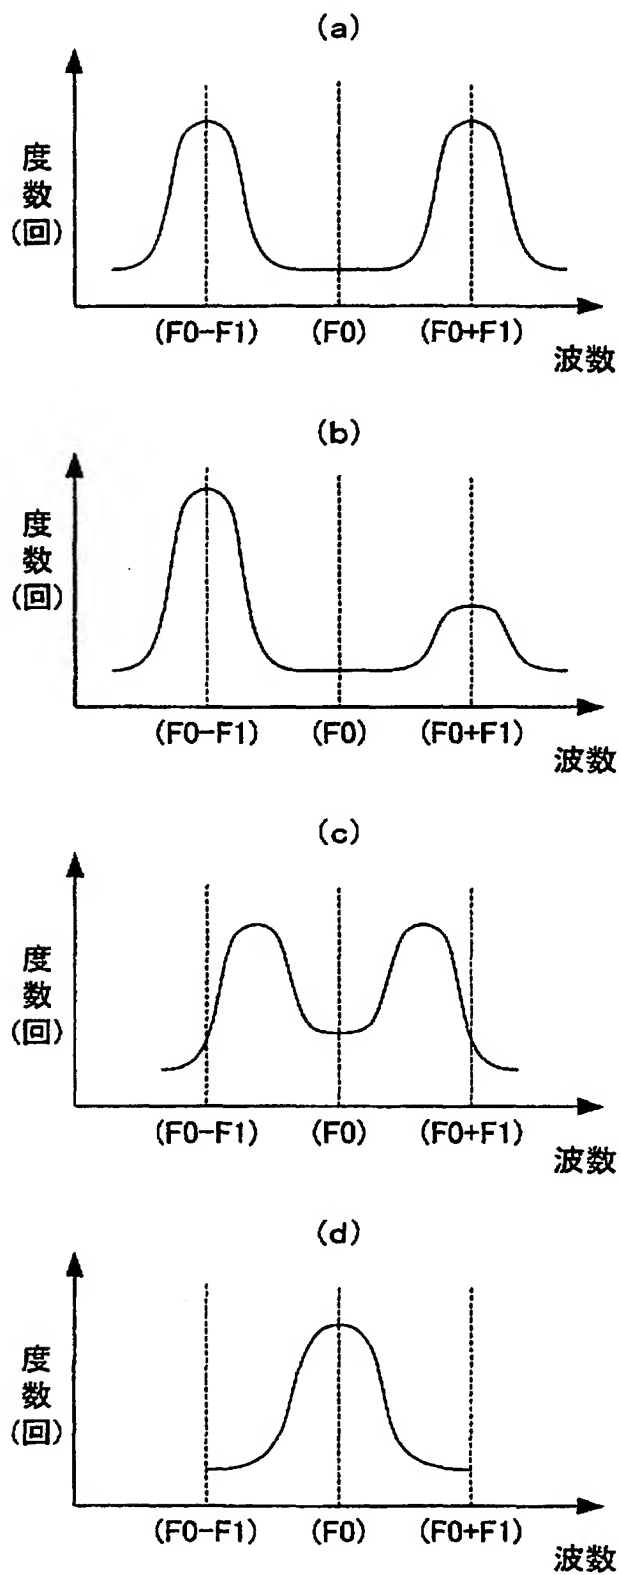 (a)
度数(回)
(F0-F1)
(F0)
(F0+F1)
波数
(b)
度数(回)
(F0-F1)
(F0)
(F0+F1)
波数
(c)
度数(回)
(F0-F1)
(F0)
(F0+F1)
波数
(d)
度数(回)
(F0-F1)
(F0)
(F0+F1)
波数